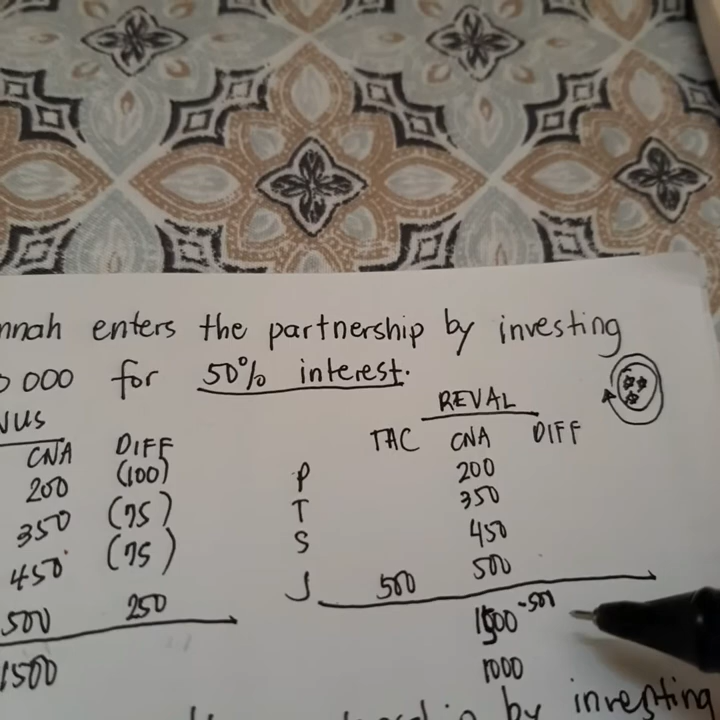 nnah enters the partnership by investing
000 for 50% interest.
NUS
REVAL
CNA DIFF
TAC CNA DIFF
200 (100)
P 200
350 (75)
T 350
450 (75)
S 450
500 250
J 500 500
1500
1500 -500
1000
by investing